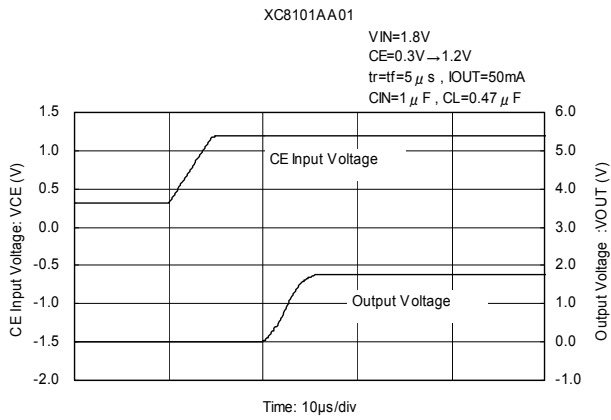 XC8101AA01
VIN=1.8V
CE=0.3V→1.2V
tr=tf=5μs , IOUT=50mA
CIN=1μF , CL=0.47μF
CE Input Voltage: VCE (V)
1.5
1.0
0.5
0.0
-0.5
-1.0
-1.5
-2.0
CE Input Voltage
Output Voltage
6.0
5.0
4.0
3.0
2.0
1.0
0.0
-1.0
Output Voltage :VOUT (V)
Time: 10μs/div